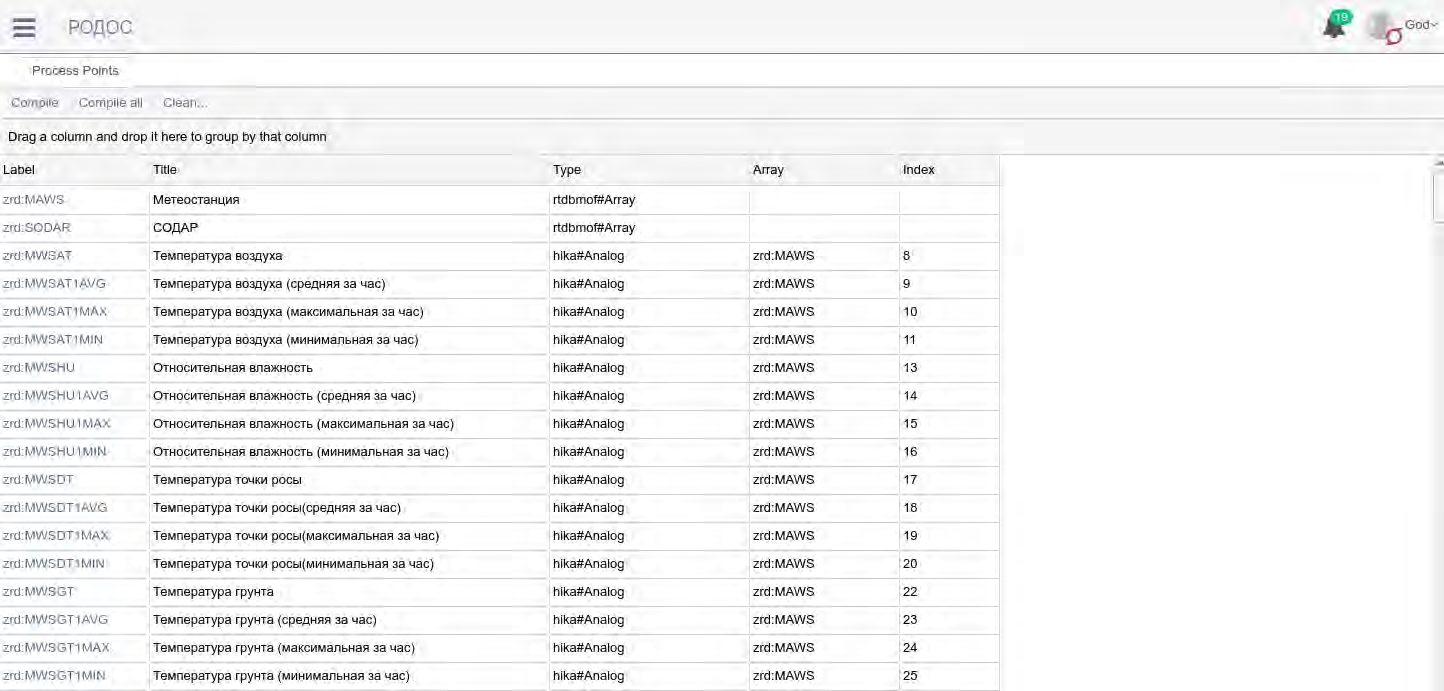 РОДОС 19 God
Process Points
Compile Compile all Clean...
Drag a column and drop it here to group by that column
Label Title Type Array Index
zrd:MAWS Метеостанция rtdbmof#Array
zrd:SODAR СОДАР rtdbmof#Array
zrd:MWSAT Температура воздуха hika#Analog zrd:MAWS 8
zrd:MWSAT1AVG Температура воздуха (средняя за час) hika#Analog zrd:MAWS 9
zrd:MWSAT1MAX Температура воздуха (максимальная за час) hika#Analog zrd:MAWS 10
zrd:MWSAT1MIN Температура воздуха (минимальная за час) hika#Analog zrd:MAWS 11
zrd:MWSHU Относительная влажность hika#Analog zrd:MAWS 13
zrd:MWSHU1AVG Относительная влажность (средняя за час) hika#Analog zrd:MAWS 14
zrd:MWSHU1MAX Относительная влажность (максимальная за час) hika#Analog zrd:MAWS 15
zrd:MWSHU1MIN Относительная влажность (минимальная за час) hika#Analog zrd:MAWS 16
zrd:MWSDT Температура точки росы hika#Analog zrd:MAWS 17
zrd:MWSDT1AVG Температура точки росы(средняя за час) hika#Analog zrd:MAWS 18
zrd:MWSDT1MAX Температура точки росы(максимальная за час) hika#Analog zrd:MAWS 19
zrd:MWSDT1MIN Температура точки росы(минимальная за час) hika#Analog zrd:MAWS 20
zrd:MWSGT Температура грунта hika#Analog zrd:MAWS 22
zrd:MWSGT1AVG Температура грунта (средняя за час) hika#Analog zrd:MAWS 23
zrd:MWSGT1MAX Температура грунта (максимальная за час) hika#Analog zrd:MAWS 24
zrd:MWSGT1MIN Температура грунта (минимальная за час) hika#Analog zrd:MAWS 25